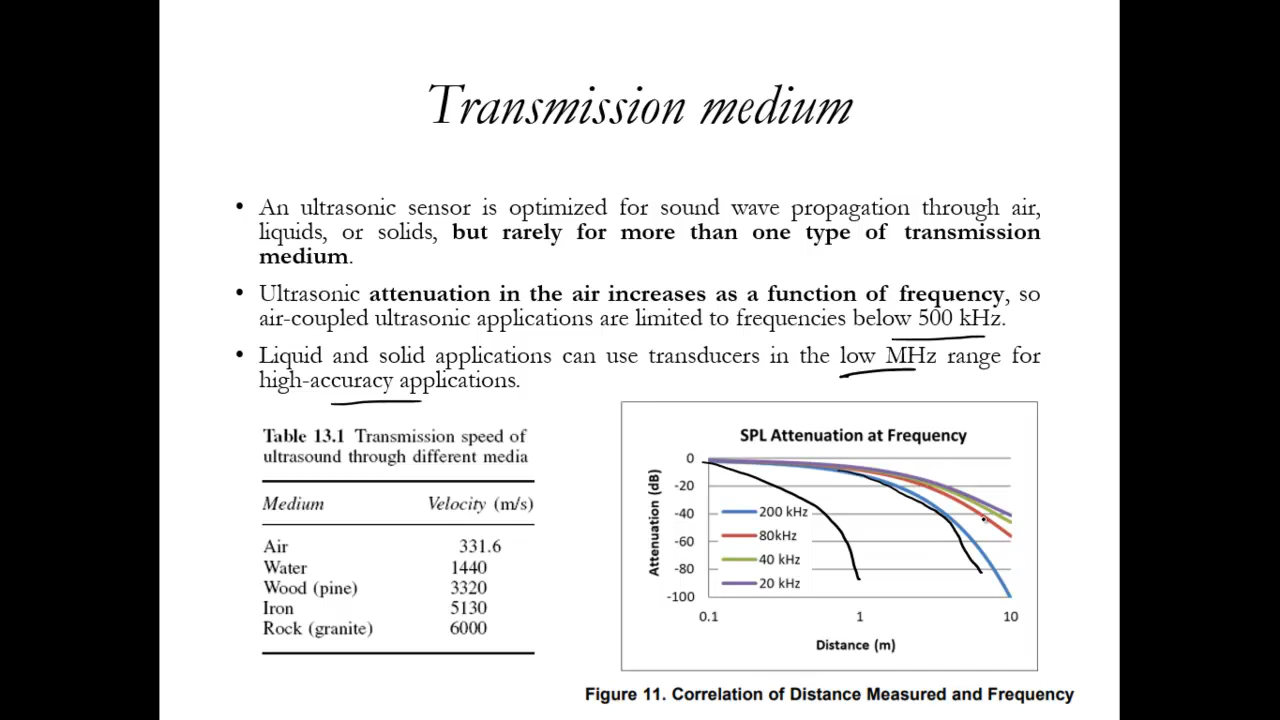 Transmission medium
• An ultrasonic sensor is optimized for sound wave propagation through air,
liquids, or solids, but rarely for more than one type of transmission
medium.
• Ultrasonic attenuation in the air increases as a function of frequency, so
air-coupled ultrasonic applications are limited to frequencies below 500 kHz.
• Liquid and solid applications can use transducers in the low MHz range for
high-accuracy applications.
Table 13.1 Transmission speed of
ultrasound through different media
Medium Velocity (m/s)
Air 331.6
Water 1440
Wood (pine) 3320
Iron 5130
Rock (granite) 6000
SPL Attenuation at Frequency
Attenuation (dB)
0
-20
-40
-60
-80
-100
200 kHz
80kHz
40 kHz
20 kHz
0.1 1 10
Distance (m)
Figure 11. Correlation of Distance Measured and Frequency